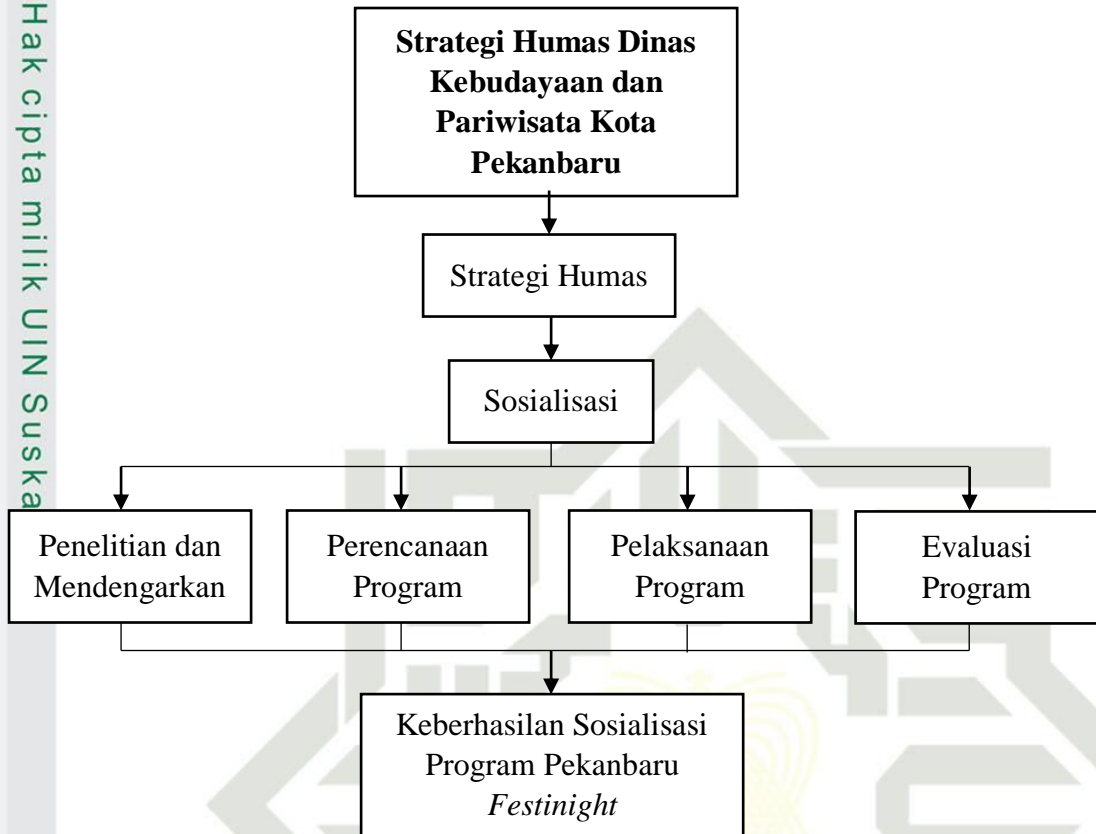 Hak cipta milik UIN Suska
Strategi Humas Dinas
Kebudayaan dan
Pariwisata Kota
Pekanbaru
Strategi Humas
Sosialisasi
Penelitian dan
Mendengarkan
Perencanaan
Program
Pelaksanaan
Program
Evaluasi
Program
Keberhasilan Sosialisasi
Program Pekanbaru
Festinight